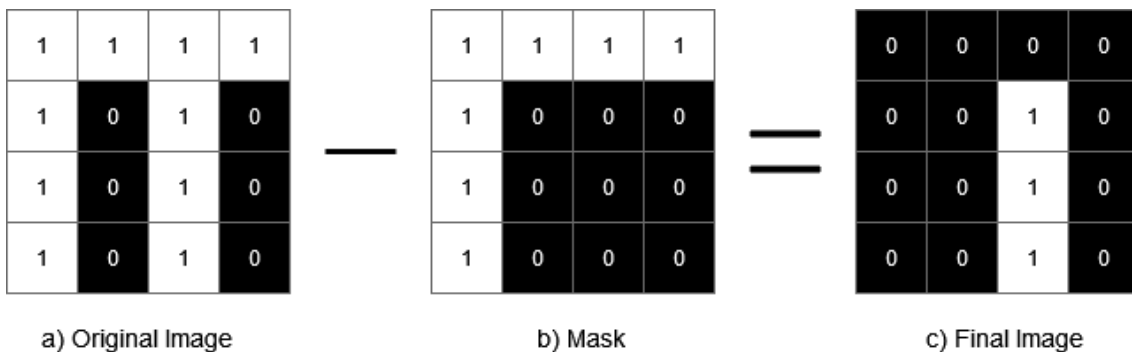 1 1 1 1 1 1 1 1 0 0 0 0
1 0 1 0 1 0 0 0 0 0 1 0
1 0 1 0 1 0 0 0 0 0 1 0
1 0 1 0 1 0 0 0 0 0 1 0
a) Original Image
b) Mask
c) Final Image